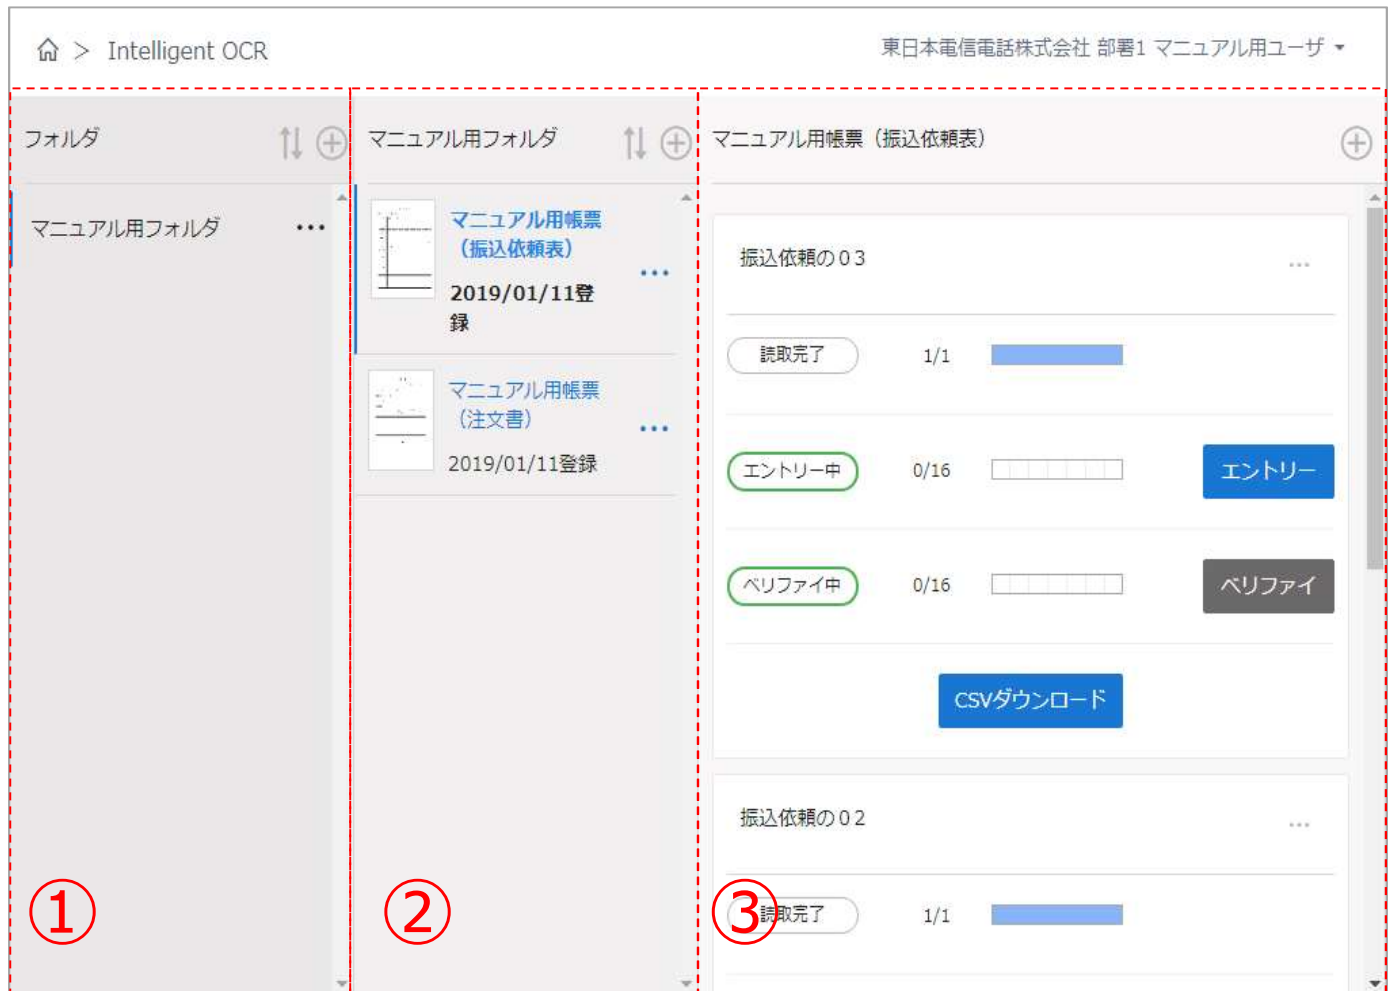 > Intelligent OCR
東日本電信電話株式会社 部署1 マニュアル用ユーザ
フォルダ
マニュアル用フォルダ
①
マニュアル用フォルダ
マニュアル用帳票
（振込依頼表）
2019/01/11登
録
マニュアル用帳票
（注文書）
2019/01/11登録
②
マニュアル用帳票（振込依頼表）
振込依頼の０３
読取完了 1/1
エントリー中 0/16 エントリー
ベリファイ中 0/16 ベリファイ
CSVダウンロード
振込依頼の０２
読取完了 1/1
③